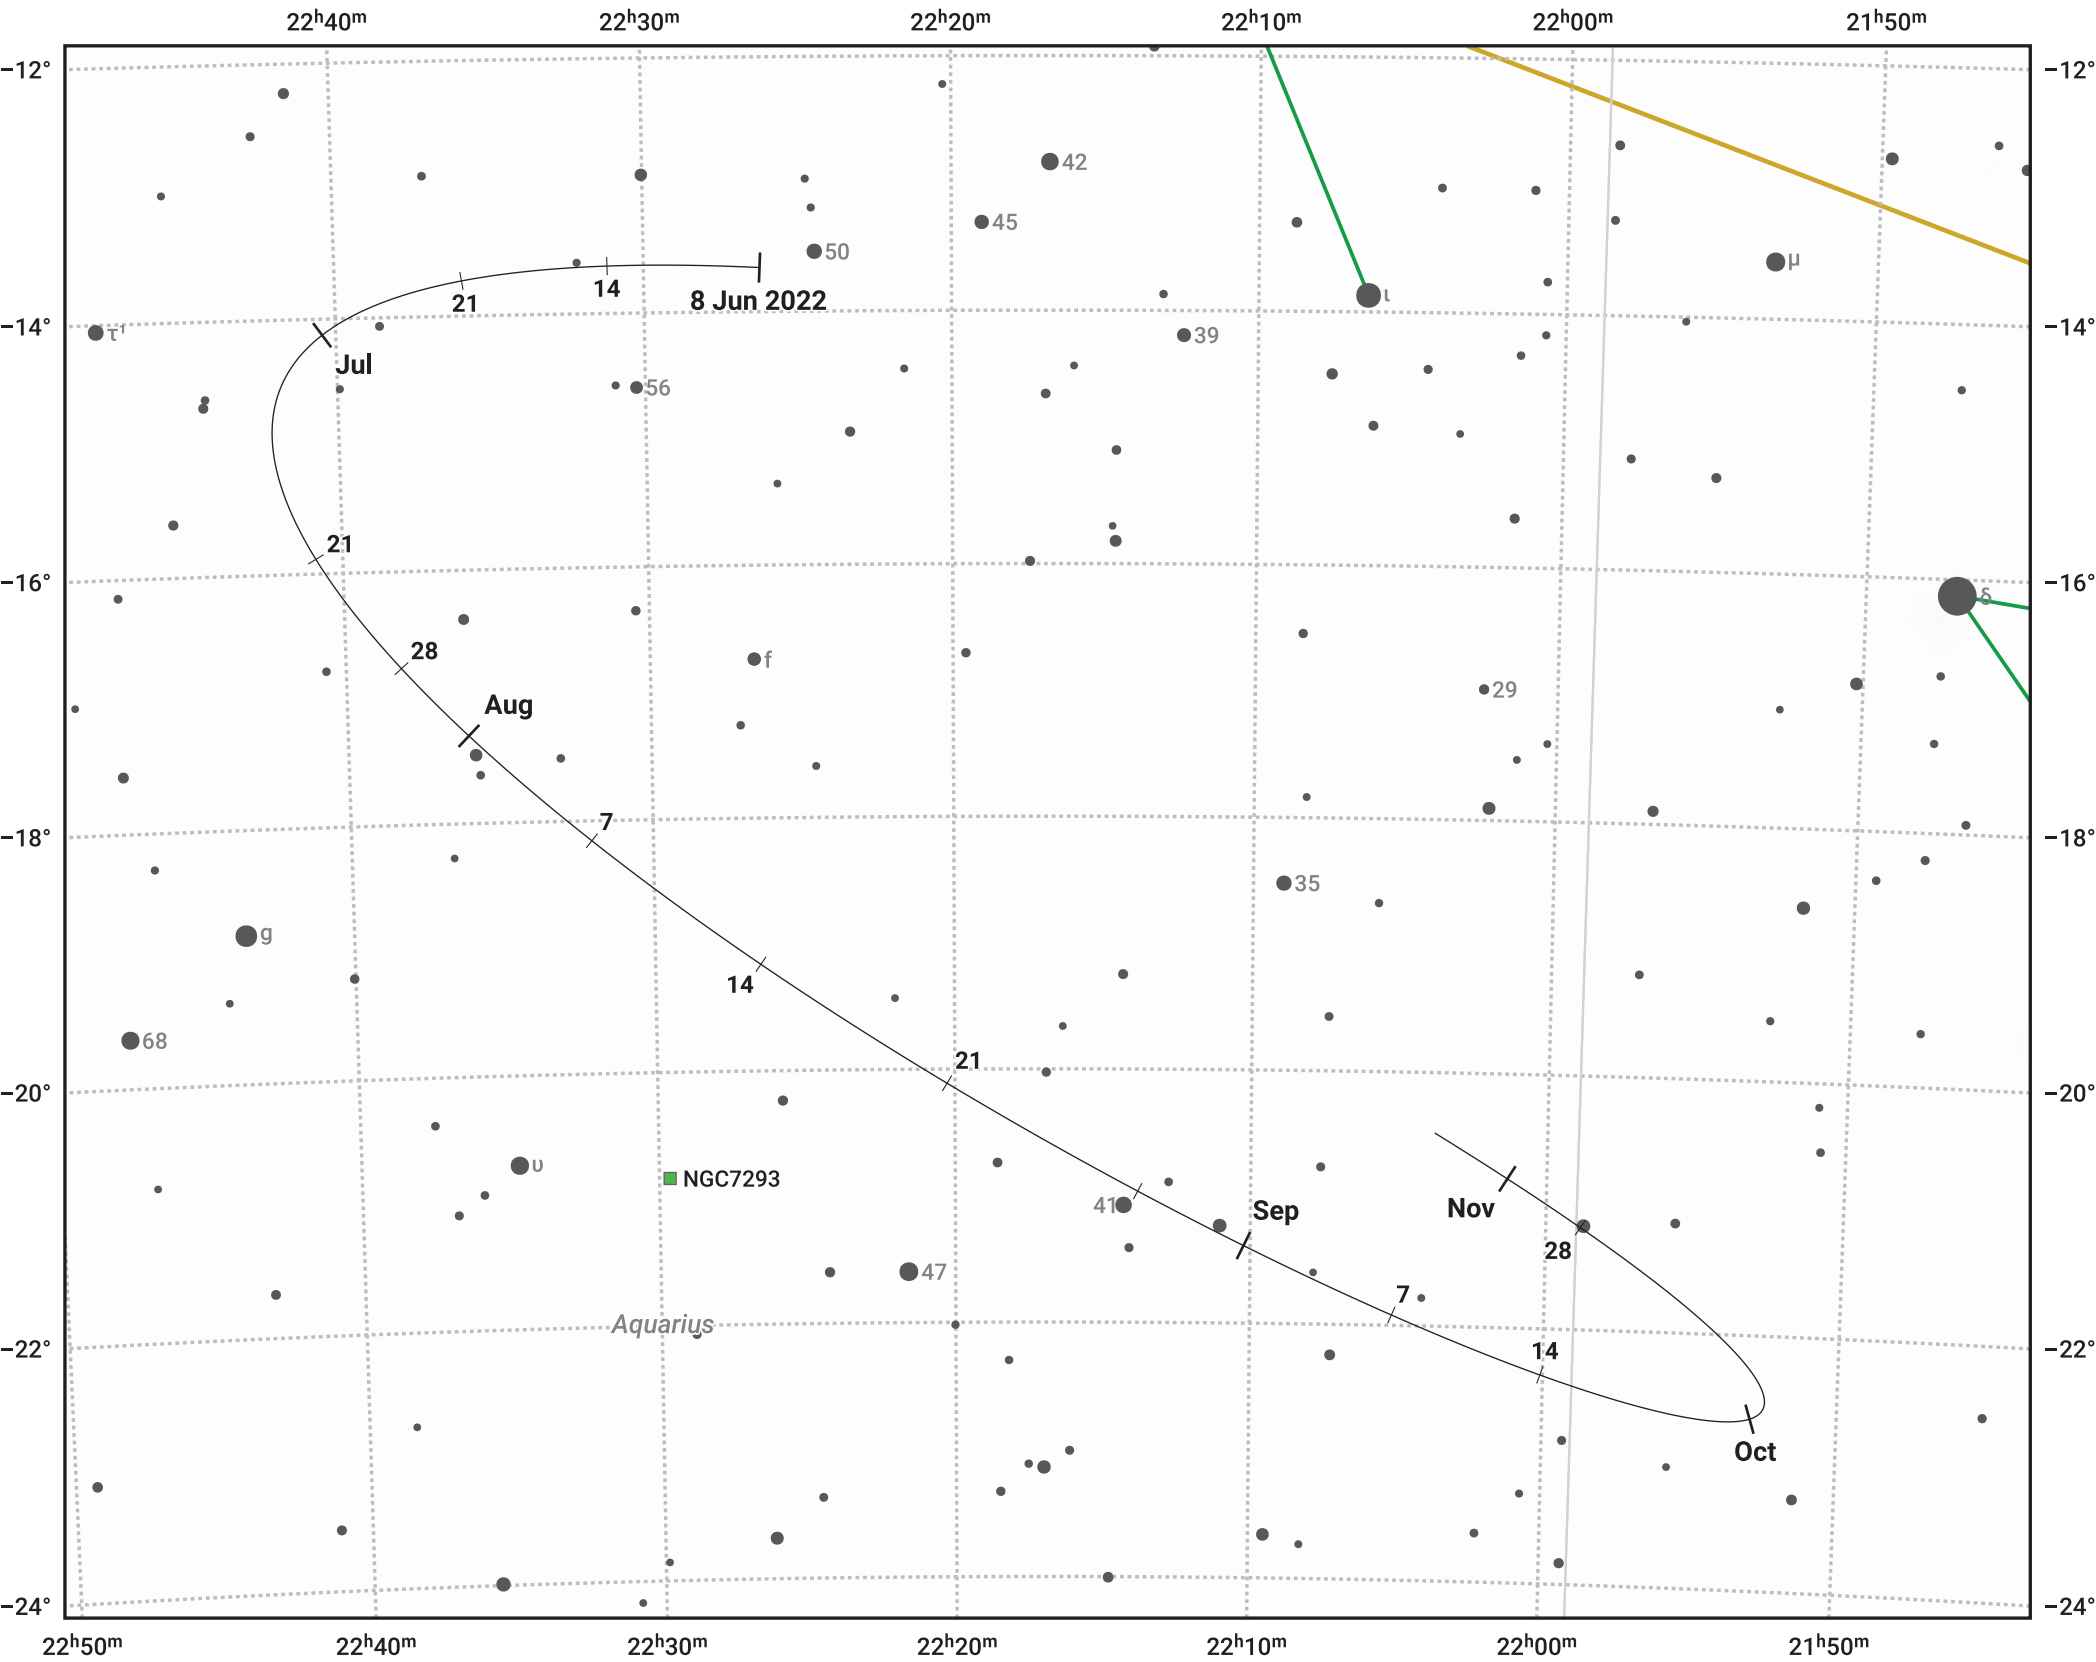 22ʰ40ᵐ 22ʰ30ᵐ 22ʰ20ᵐ 22ʰ10ᵐ 22ʰ00ᵐ 21ʰ50ᵐ
−12° −12°
42
45
50
μ
14
21
8 Jun 2022
ι
−14° τ¹ 39 −14°
Jul
56
21
−16° −16°
δ
28
f
29
Aug
7
−18° −18°
35
g
14
68
21
−20° −20°
υ
NGC7293
41
Sep
Nov
28
47
7
Aquarius
−22° 14 −22°
Oct
−24° −24°
22ʰ50ᵐ 22ʰ40ᵐ 22ʰ30ᵐ 22ʰ20ᵐ 22ʰ10ᵐ 22ʰ00ᵐ 21ʰ50ᵐ